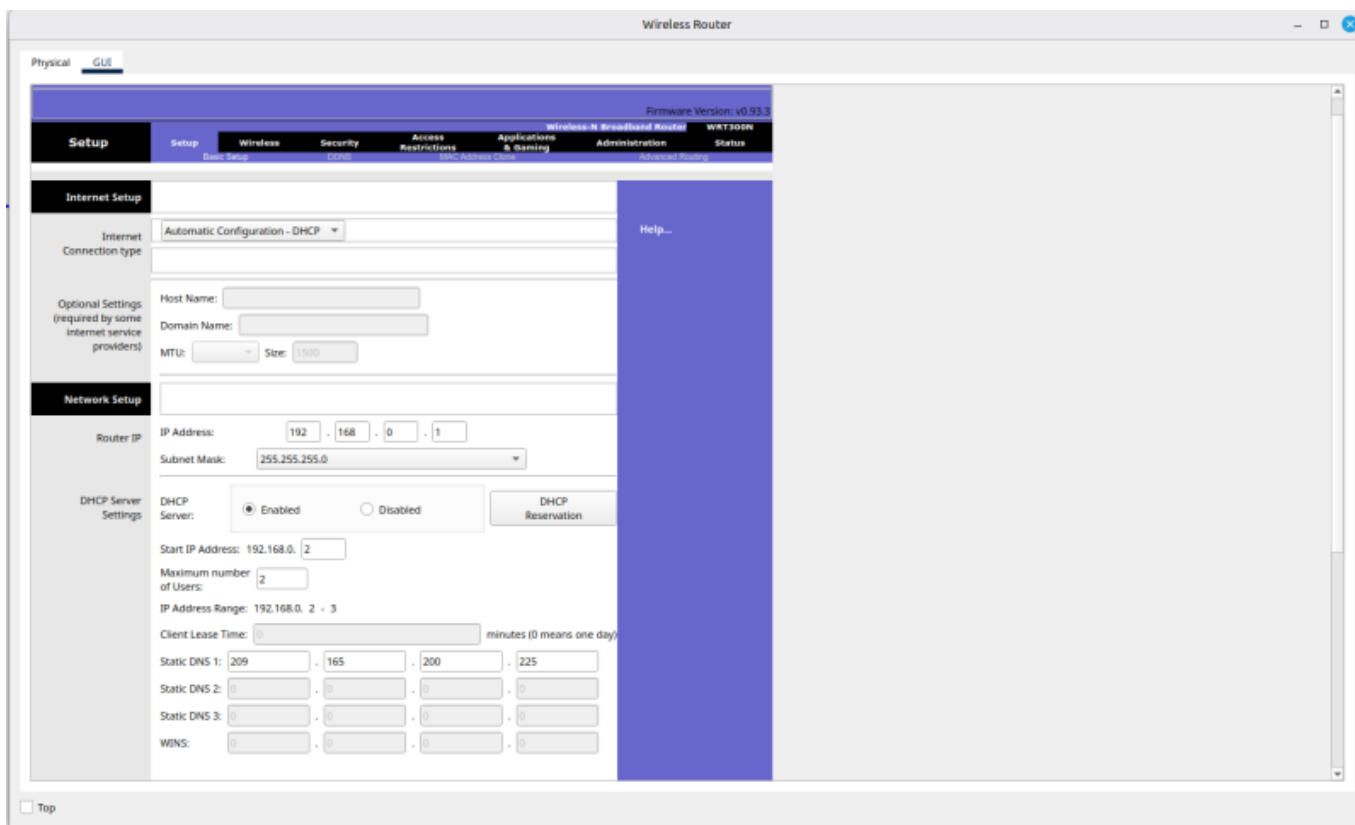 Wireless Router
Physical GUI
Firmware Version: v0.93.3
Wireless-N Broadband Router WRT300N
Setup Setup Wireless Security Access Restrictions Applications & Gaming Administration Status
Basic Setup DDNS MAC Address Clone Advanced Routing
Internet Setup
Internet Connection type
Automatic Configuration - DHCP
Help...
Optional Settings
(required by some
internet service
providers)
Host Name:
Domain Name:
MTU: Size: 1500
Network Setup
Router IP
IP Address: 192 . 168 . 0 . 1
Subnet Mask: 255.255.255.0
DHCP Server
Settings
DHCP
Server:
Enabled Disabled
DHCP
Reservation
Start IP Address: 192.168.0. 2
Maximum number
of Users: 2
IP Address Range: 192.168.0. 2 - 3
Client Lease Time: 0 minutes (0 means one day)
Static DNS 1: 209 . 165 . 200 . 225
Static DNS 2: 0 . 0 . 0 . 0
Static DNS 3: 0 . 0 . 0 . 0
WINS: 0 . 0 . 0 . 0
Top